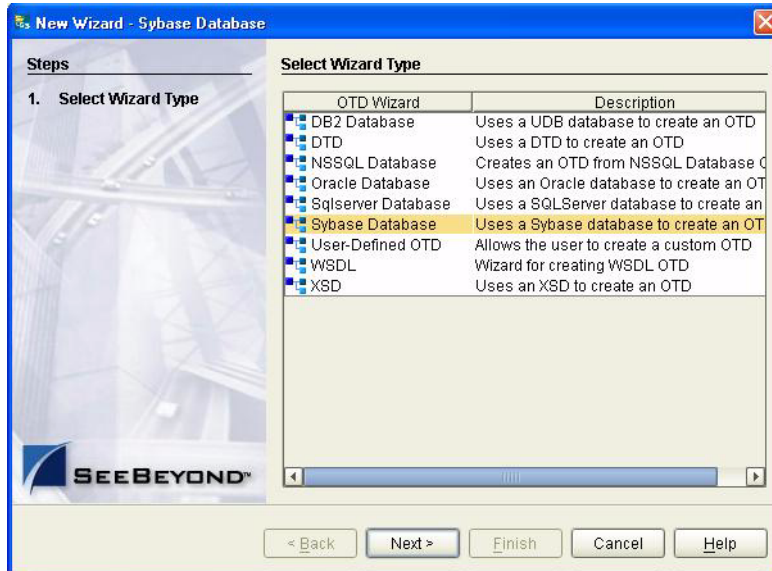 New Wizard - Sybase Database
Steps
1. Select Wizard Type
Select Wizard Type
OTD Wizard Description
DB2 Database Uses a UDB database to create an OTD
DTD Uses a DTD to create an OTD
NSSQL Database Creates an OTD from NSSQL Database
Oracle Database Uses an Oracle database to create an OT
Sqlserver Database Uses a SQLServer database to create an
Sybase Database Uses a Sybase database to create an OT
User-Defined OTD Allows the user to create a custom OTD
WSDL Wizard for creating WSDL OTD
XSD Uses an XSD to create an OTD
SEEBEYOND™
< Back Next > Finish Cancel Help